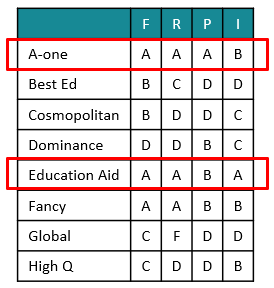 F R P I
A-one A A A B
Best Ed B C D D
Cosmopolitan B D D C
Dominance D D B C
Education Aid A A B A
Fancy A A B B
Global C F D D
High Q C D D B